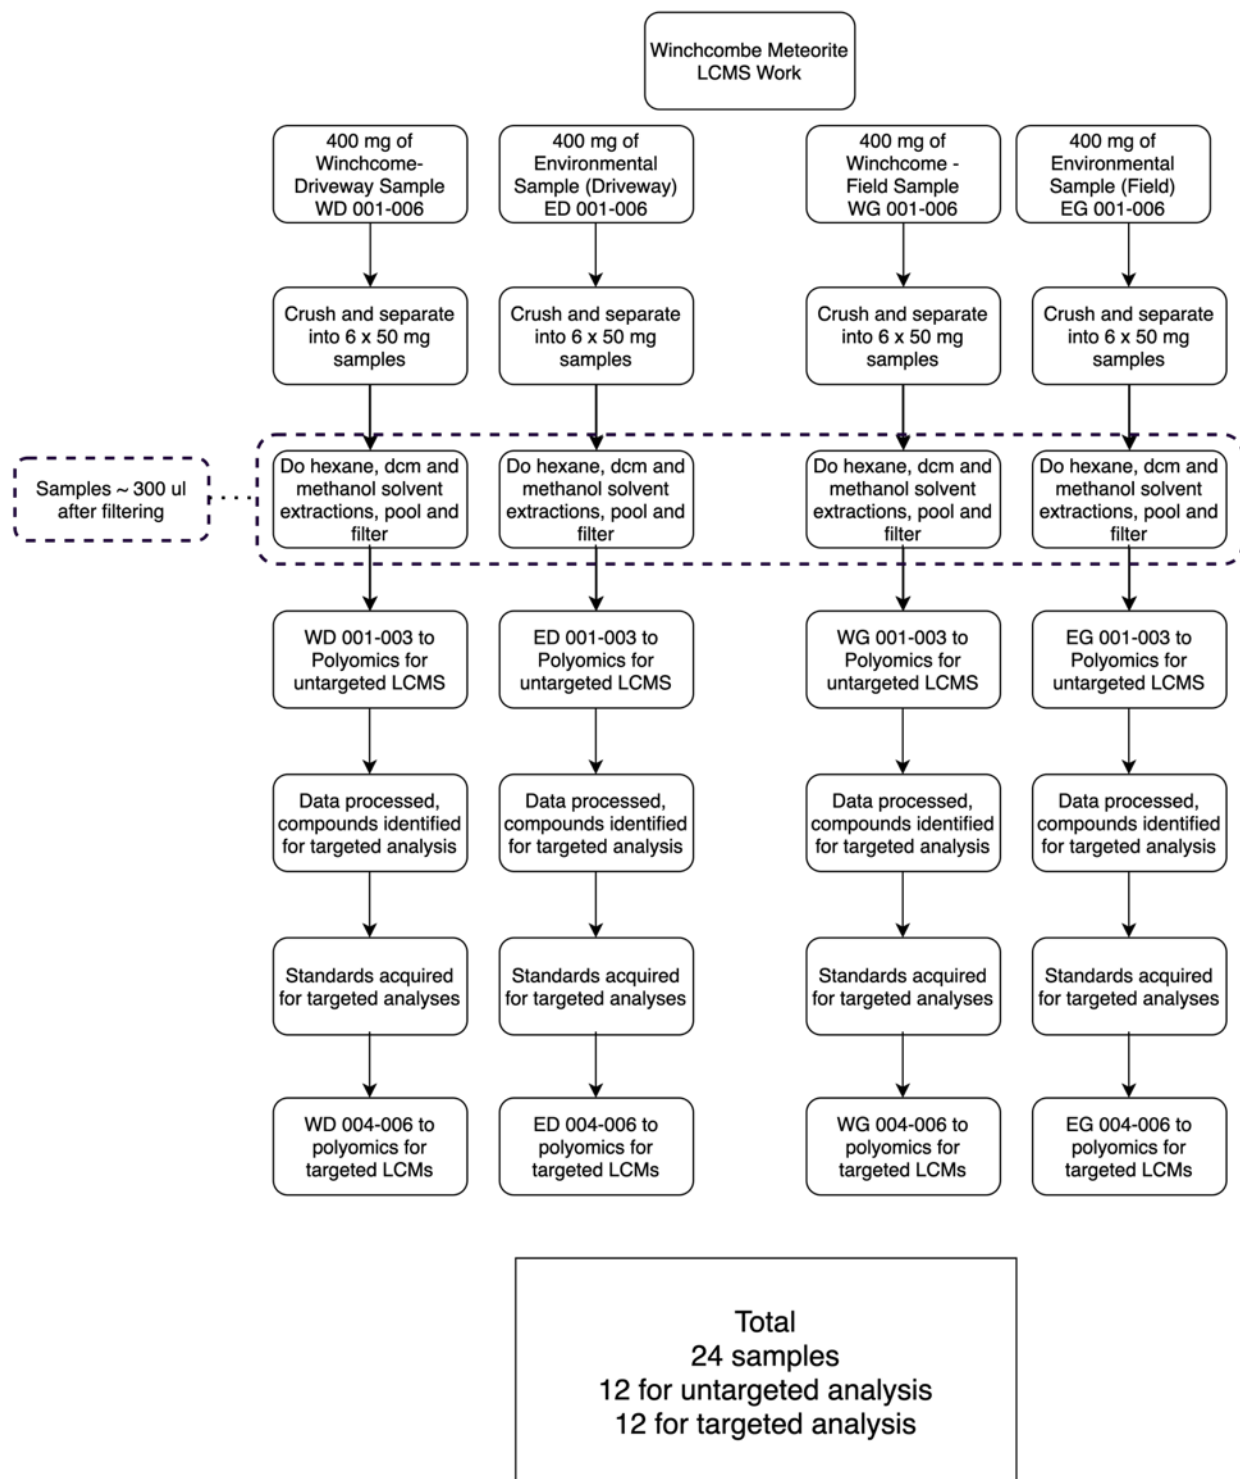 Winchcombe Meteorite
LCMS Work
400 mg of
Winchcome-
Driveway Sample
WD 001-006
400 mg of
Environmental
Sample (Driveway)
ED 001-006
400 mg of
Winchcome -
Field Sample
WG 001-006
400 mg of
Environmental
Sample (Field)
EG 001-006
Crush and separate
into 6 x 50 mg
samples
Crush and separate
into 6 x 50 mg
samples
Crush and separate
into 6 x 50 mg
samples
Crush and separate
into 6 x 50 mg
samples
Samples ~ 300 ul
after filtering
Do hexane, dcm and
methanol solvent
extractions, pool and
filter
Do hexane, dcm and
methanol solvent
extractions, pool and
filter
Do hexane, dcm and
methanol solvent
extractions, pool and
filter
Do hexane, dcm and
methanol solvent
extractions, pool and
filter
WD 001-003 to
Polyomics for
untargeted LCMS
ED 001-003 to
Polyomics for
untargeted LCMS
WG 001-003 to
Polyomics for
untargeted LCMS
EG 001-003 to
Polyomics for
untargeted LCMS
Data processed,
compounds identified
for targeted analysis
Data processed,
compounds identified
for targeted analysis
Data processed,
compounds identified
for targeted analysis
Data processed,
compounds identified
for targeted analysis
Standards acquired
for targeted analyses
Standards acquired
for targeted analyses
Standards acquired
for targeted analyses
Standards acquired
for targeted analyses
WD 004-006 to
polyomics for
targeted LCMs
ED 004-006 to
polyomics for
targeted LCMs
WG 004-006 to
polyomics for
targeted LCMs
EG 004-006 to
polyomics for
targeted LCMs
Total
24 samples
12 for untargeted analysis
12 for targeted analysis